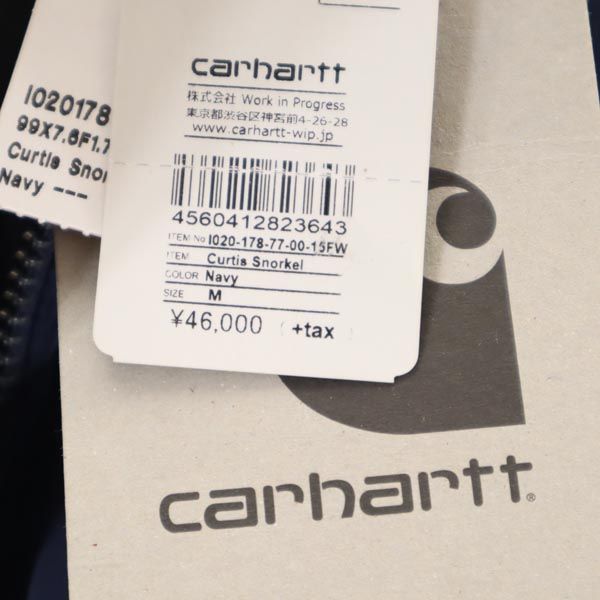 I020178
99X7.6F1.7
Curtis Snor
Navy ---
carhartt
株式会社 Work in Progress
東京都渋谷区神宮前4-26-28
www.carhartt-wip.jp
4560412823643
ITEM No I020-178-77-00-15FW
ITEM Curtis Snorkel
COLOR Navy
SIZE M
¥46,000 (+tax)
carhartt®